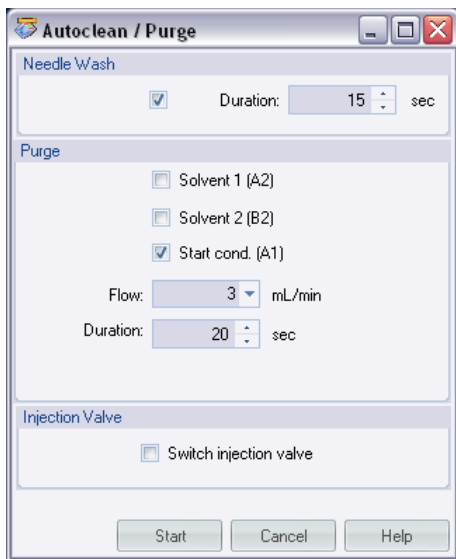 Autoclean / Purge
Needle Wash
Duration: 15 sec
Purge
Solvent 1 (A2)
Solvent 2 (B2)
Start cond. (A1)
Flow: 3 mL/min
Duration: 20 sec
Injection Valve
Switch injection valve
Start Cancel Help